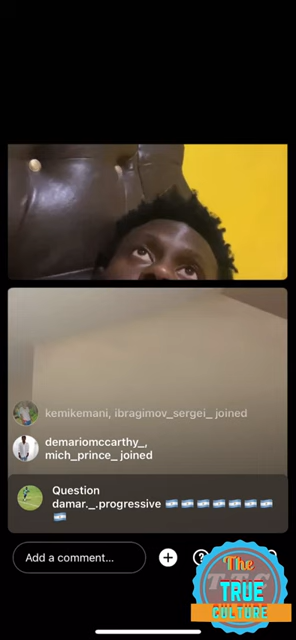 kemikemani, ibragimov_sergei_ joined
demariomccarthy_,
mich_prince_ joined
Question
damar._.progressive 🇦🇷 🇦🇷 🇦🇷 🇦🇷 🇦🇷 🇦🇷 🇦🇷
🇦🇷
Add a comment...
The
TRUE
CULTURE